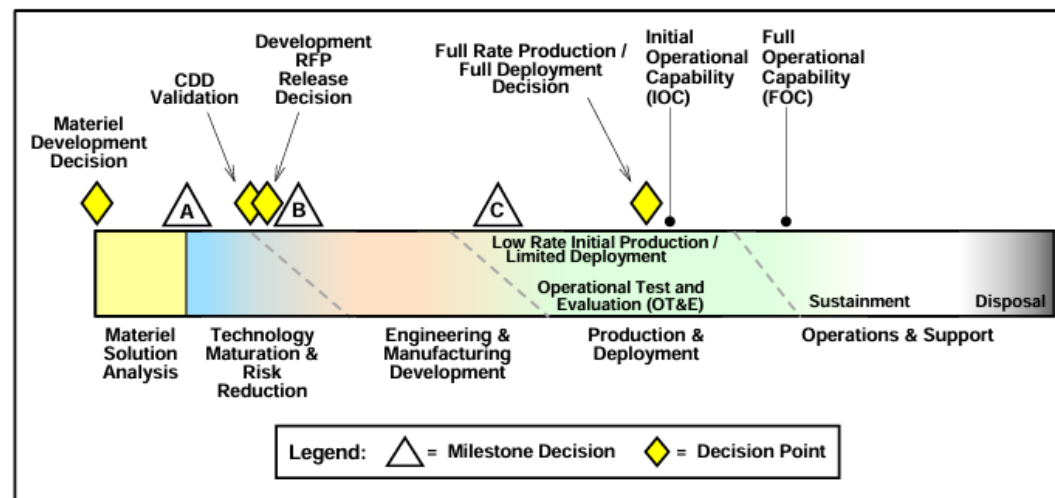 Materiel
Development
Decision
CDD
Validation
Development
RFP
Release
Decision
Full Rate Production /
Full Deployment
Decision
Initial
Operational
Capability
(IOC)
Full
Operational
Capability
(FOC)
A
B
C
Low Rate Initial Production /
Limited Deployment
Operational Test and
Evaluation (OT&E)
Sustainment
Disposal
Materiel
Solution
Analysis
Technology
Maturation &
Risk
Reduction
Engineering &
Manufacturing
Development
Production &
Deployment
Operations & Support
Legend: = Milestone Decision = Decision Point